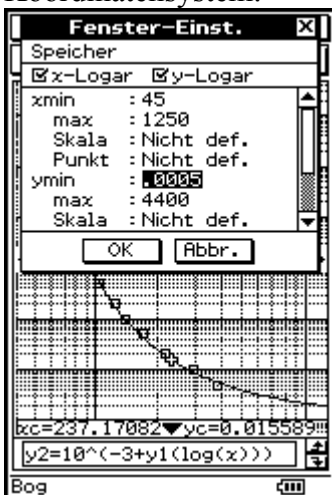 Koordinatensystem.
Fenster-Einst.
Speicher
x-Logar y-Logar
xmin :45
max :1250
Skala :Nicht def.
Punkt :Nicht def.
ymin :.0005
max :4400
Skala :Nicht def.
OK Abbr.
xc=237.17082 yc=0.015589
y2=10^(-3+y1(log(x)))
Bog